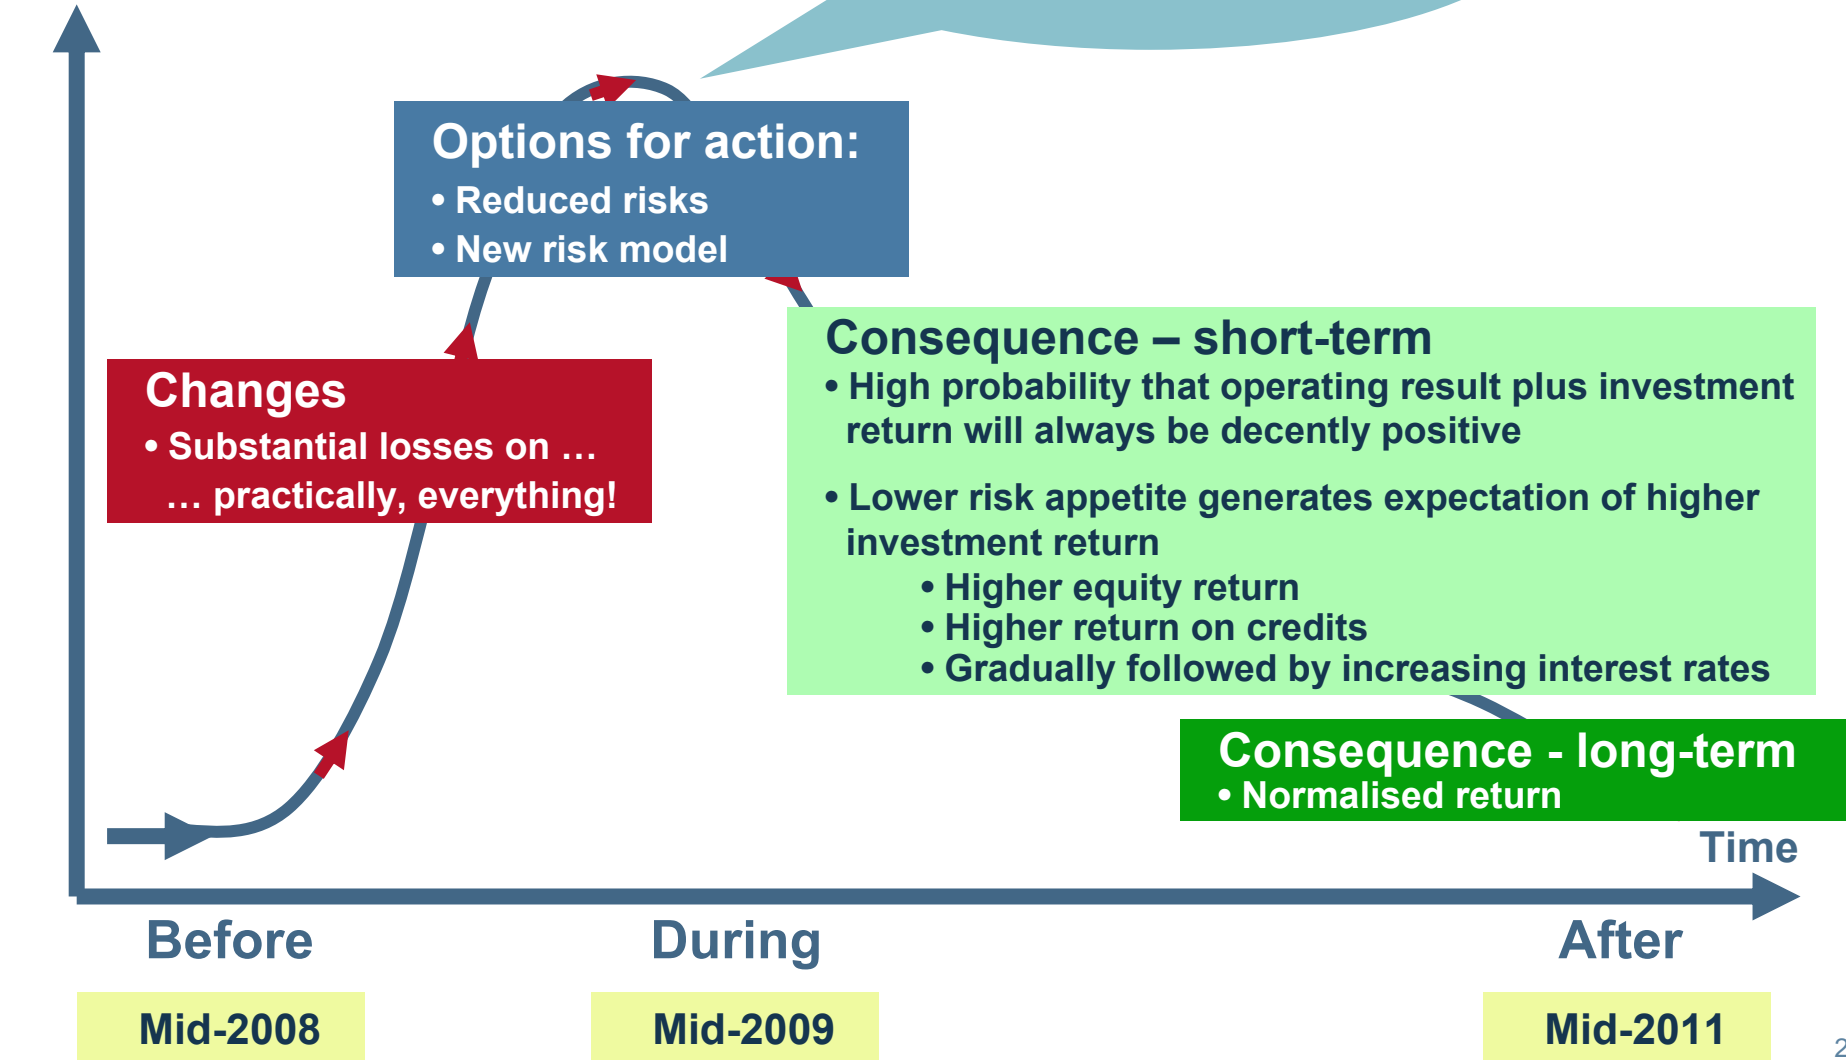 Options for action:
• Reduced risks
• New risk model
Changes
• Substantial losses on …
… practically, everything!
Consequence – short-term
• High probability that operating result plus investment
return will always be decently positive
• Lower risk appetite generates expectation of higher
investment return
• Higher equity return
• Higher return on credits
• Gradually followed by increasing interest rates
Consequence - long-term
• Normalised return
Time
Before
During
After
Mid-2008
Mid-2009
Mid-2011